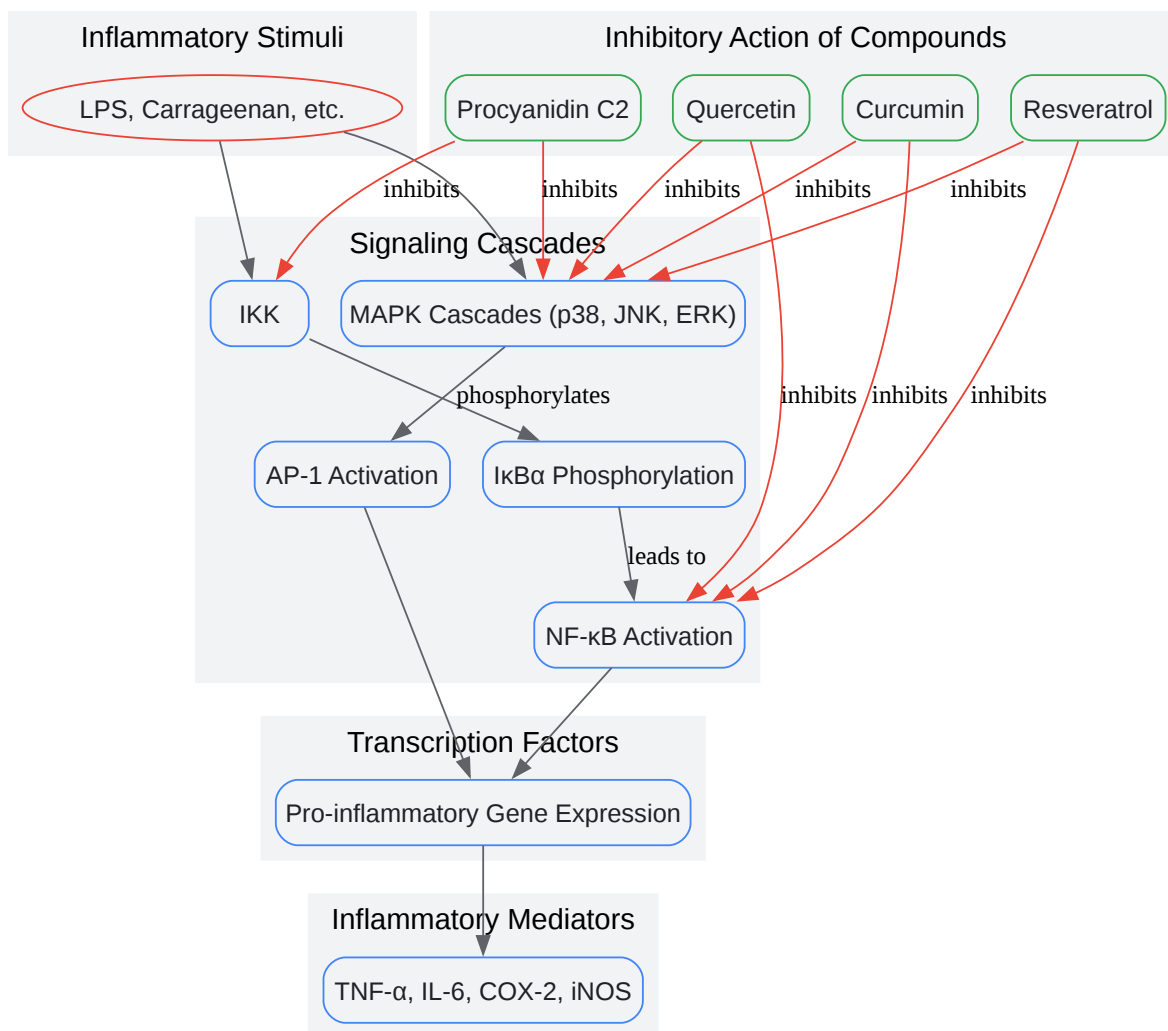 Inflammatory Stimuli
Inhibitory Action of Compounds
LPS, Carrageenan, etc.
Procyanidin C2
Quercetin
Curcumin
Resveratrol
inhibits
inhibits
inhibits
inhibits
inhibits
Signaling Cascades
IKK
MAPK Cascades (p38, JNK, ERK)
phosphorylates
inhibits
inhibits
inhibits
AP-1 Activation
IκBα Phosphorylation
leads to
NF-κB Activation
Transcription Factors
Pro-inflammatory Gene Expression
Inflammatory Mediators
TNF-α, IL-6, COX-2, iNOS